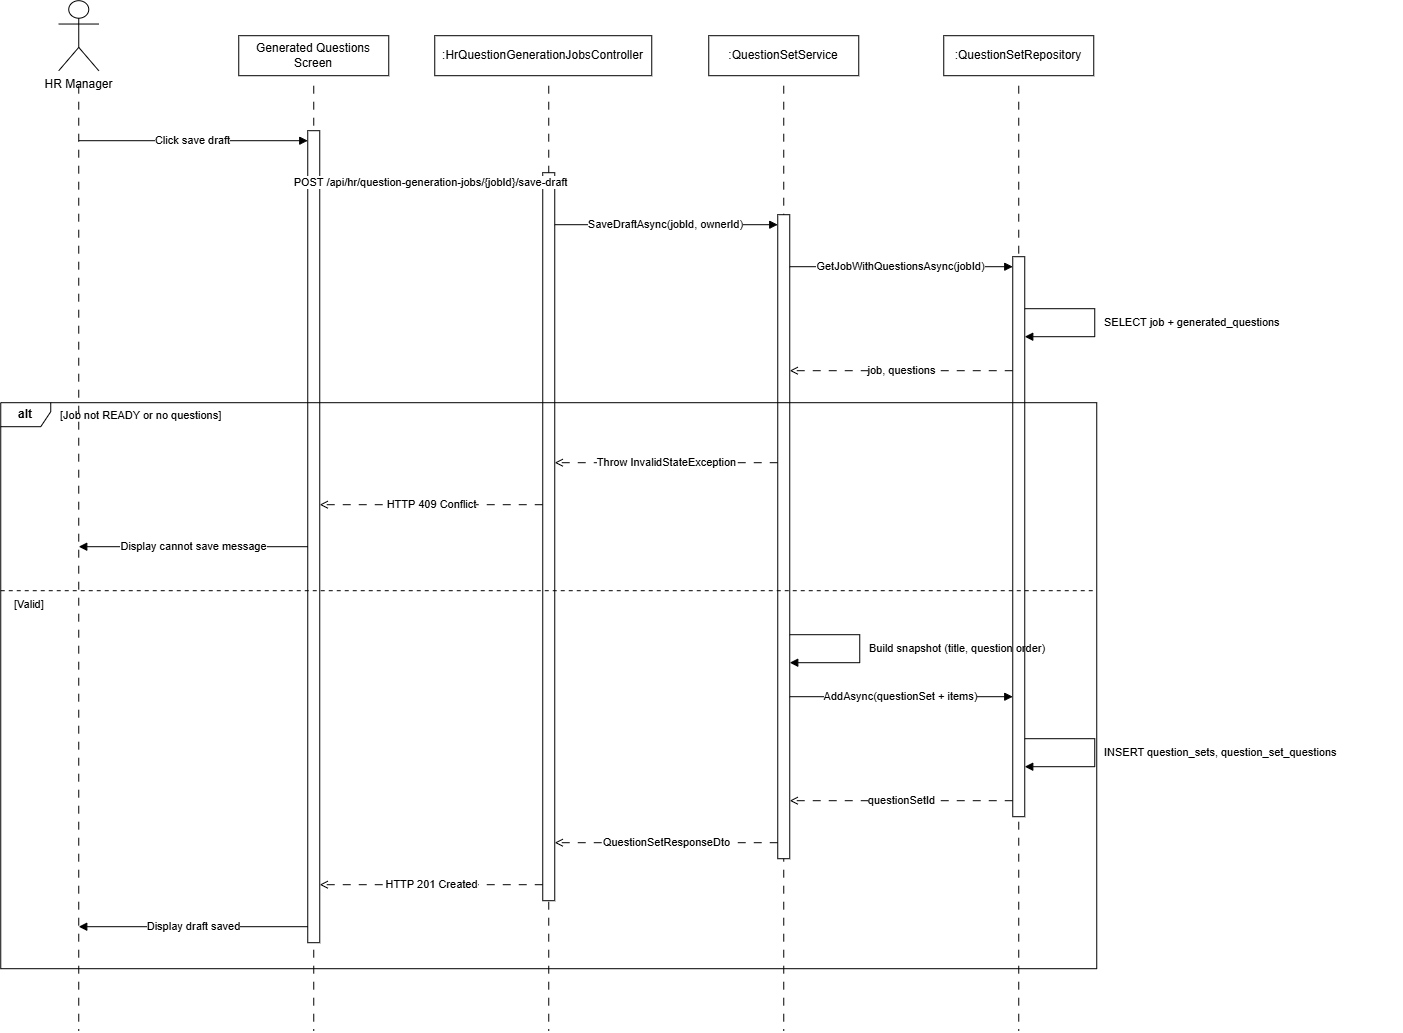 HR Manager
Generated Questions
Screen
:HrQuestionGenerationJobsController
:QuestionSetService
:QuestionSetRepository
Click save draft
POST /api/hr/question-generation-jobs/{jobId}/save-draft
SaveDraftAsync(jobId, ownerId)
GetJobWithQuestionsAsync(jobId)
SELECT job + generated_questions
job, questions
alt
[Job not READY or no questions]
Throw InvalidStateException
HTTP 409 Conflict
Display cannot save message
[Valid]
Build snapshot (title, question order)
AddAsync(questionSet + items)
INSERT question_sets, question_set_questions
questionSetId
QuestionSetResponseDto
HTTP 201 Created
Display draft saved